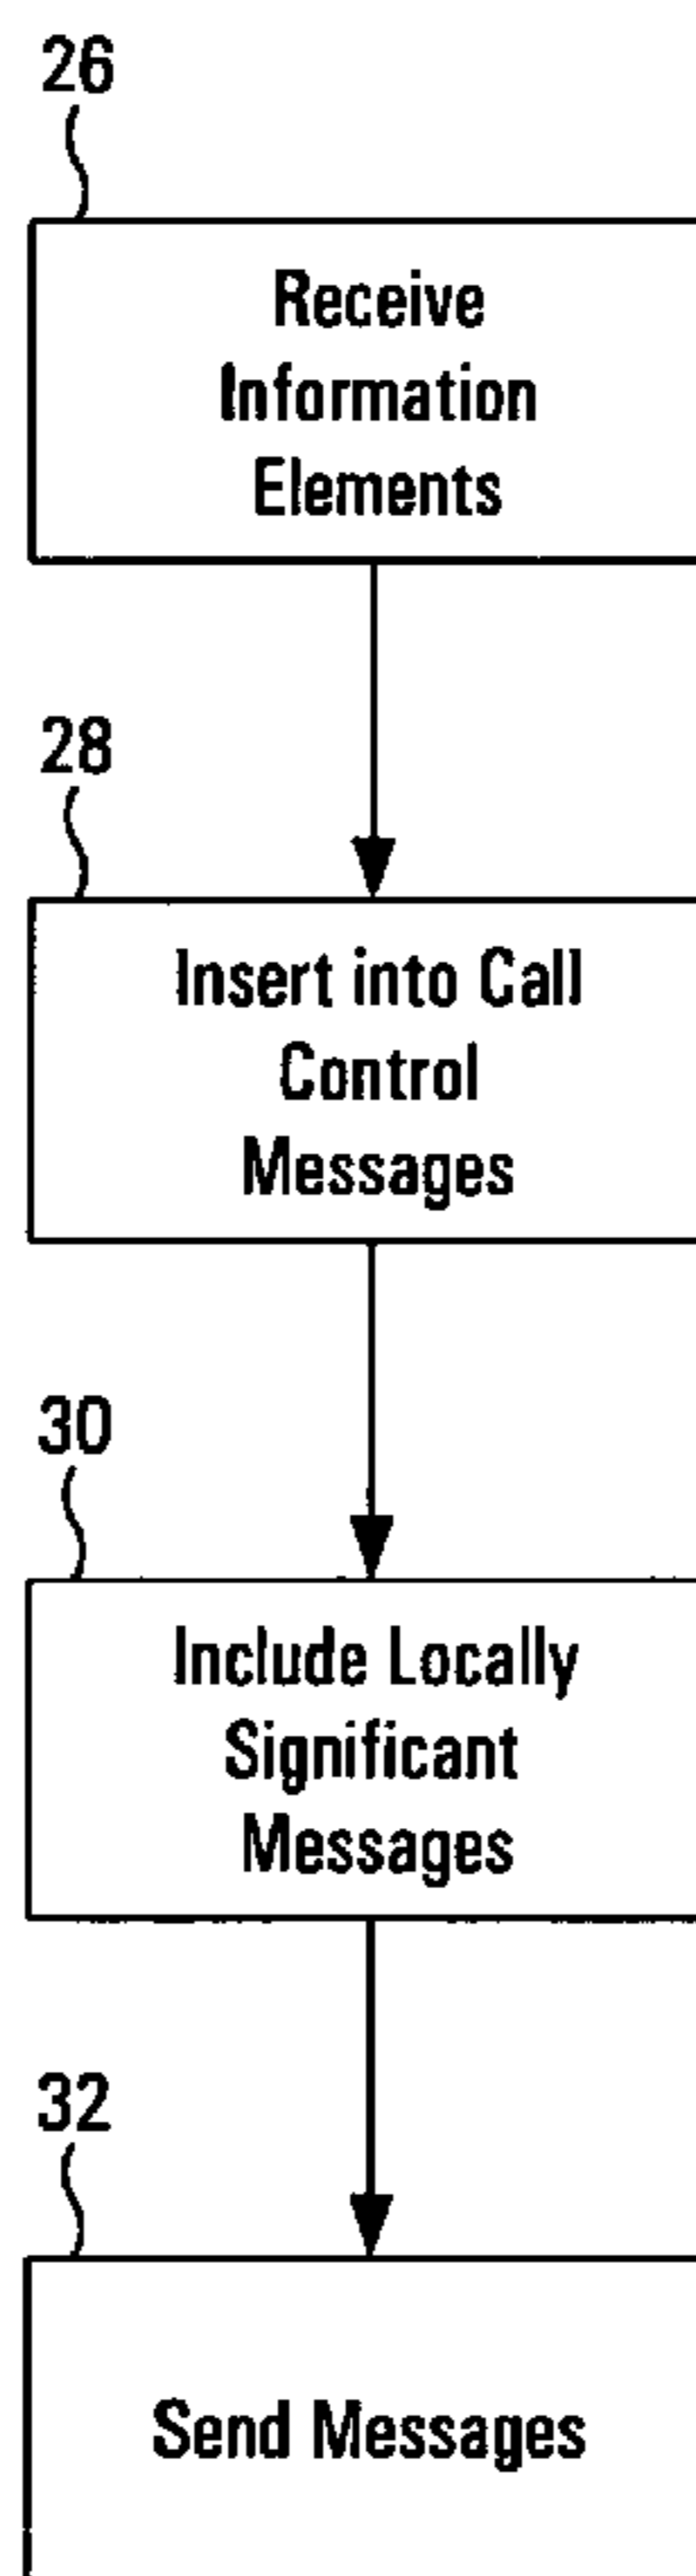 26
Receive
Information
Elements
28
Insert into Call
Control
Messages
30
Include Locally
Significant
Messages
32
Send Messages